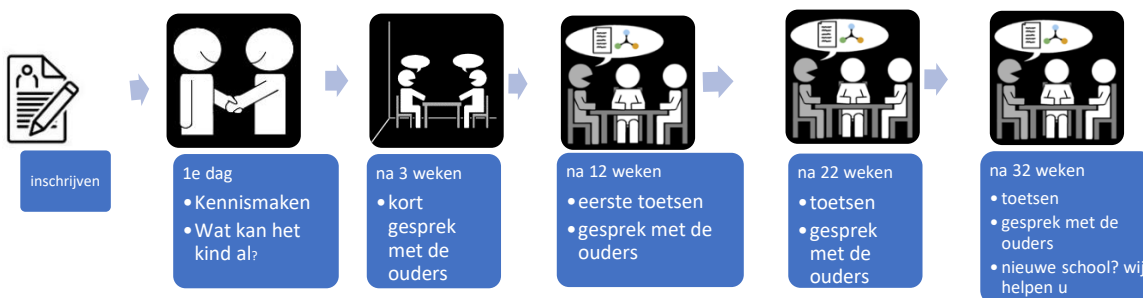 inschrijven
1e dag
• Kennismaken
• Wat kan het
kind al?
na 3 weken
• kort
gesprek
met de
ouders
na 12 weken
• eerste toetsen
• gesprek met de
ouders
na 22 weken
• toetsen
• gesprek
met de
ouders
na 32 weken
• toetsen
• gesprek met de
ouders
• nieuwe school? wij
helpen u